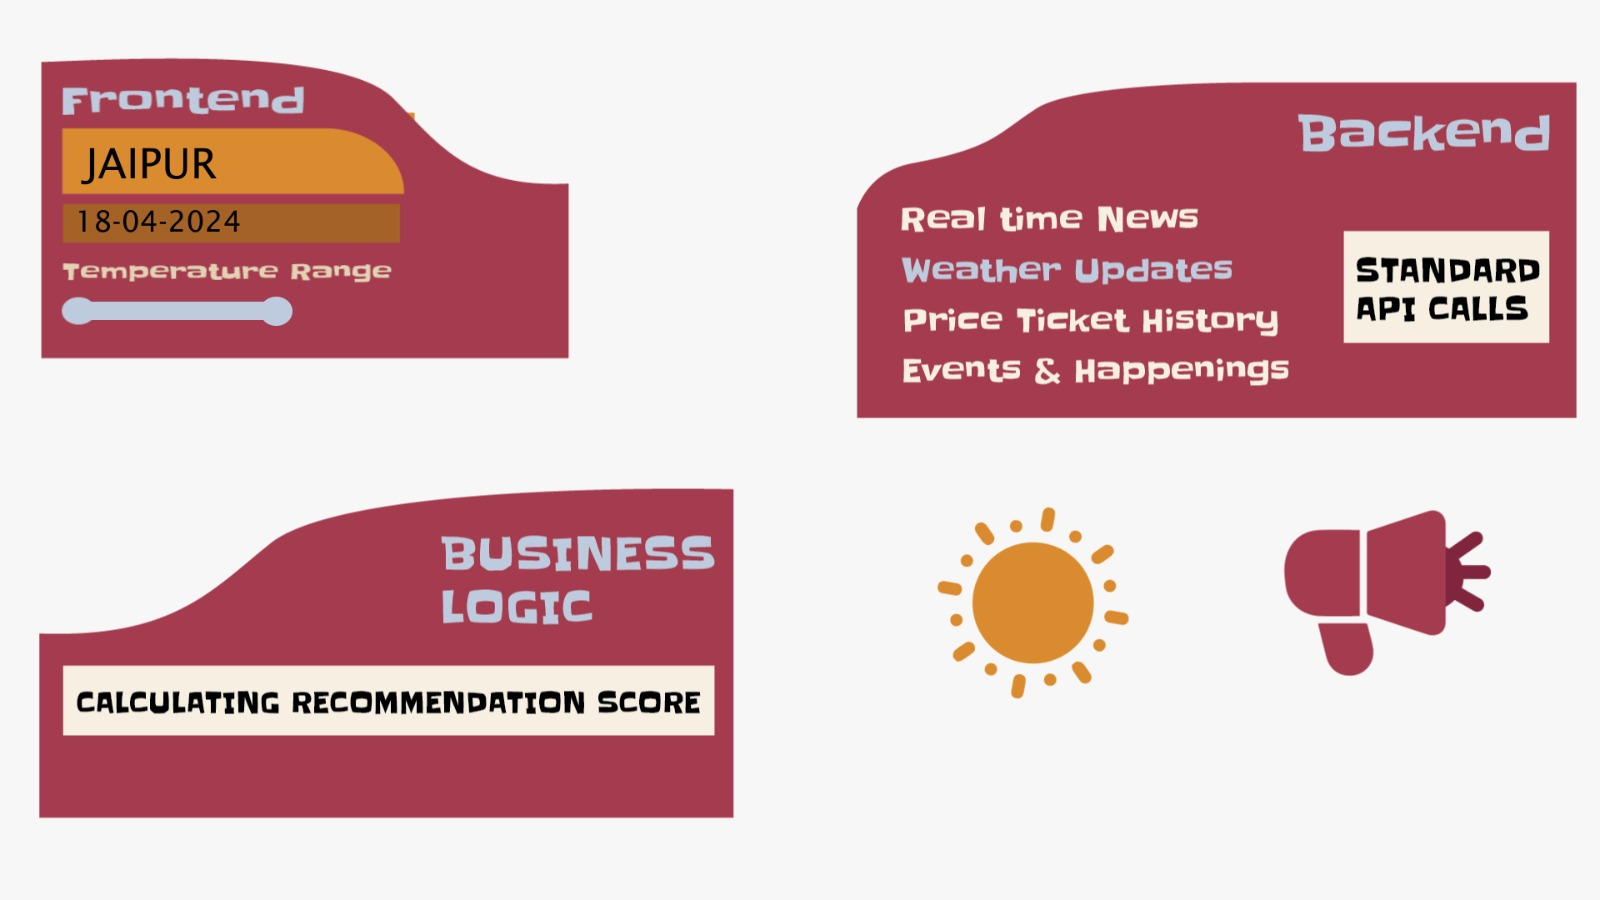 Frontend
JAIPUR
18-04-2024
Temperature Range
Backend
Real time News
Weather Updates
Price Ticket History
Events & Happenings
STANDARD
API CALLS
BUSINESS
LOGIC
CALCULATING RECOMMENDATION SCORE